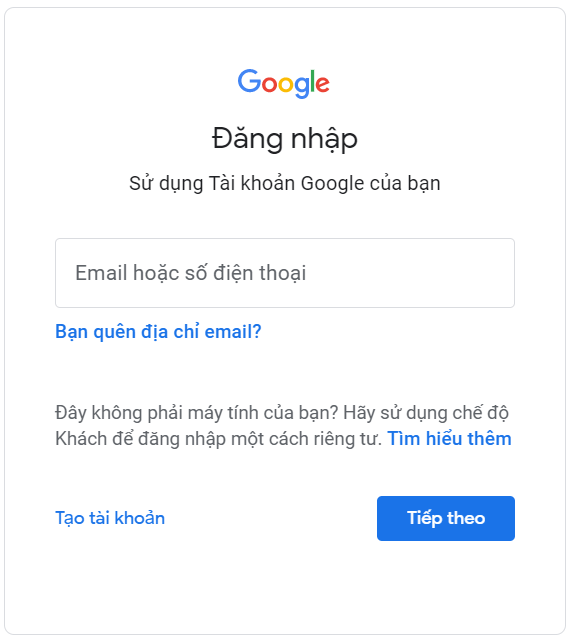 Google
Đăng nhập
Sử dụng Tài khoản Google của bạn
Email hoặc số điện thoại
Bạn quên địa chỉ email?
Đây không phải máy tính của bạn? Hãy sử dụng chế độ
Khách để đăng nhập một cách riêng tư. Tìm hiểu thêm
Tạo tài khoản
Tiếp theo